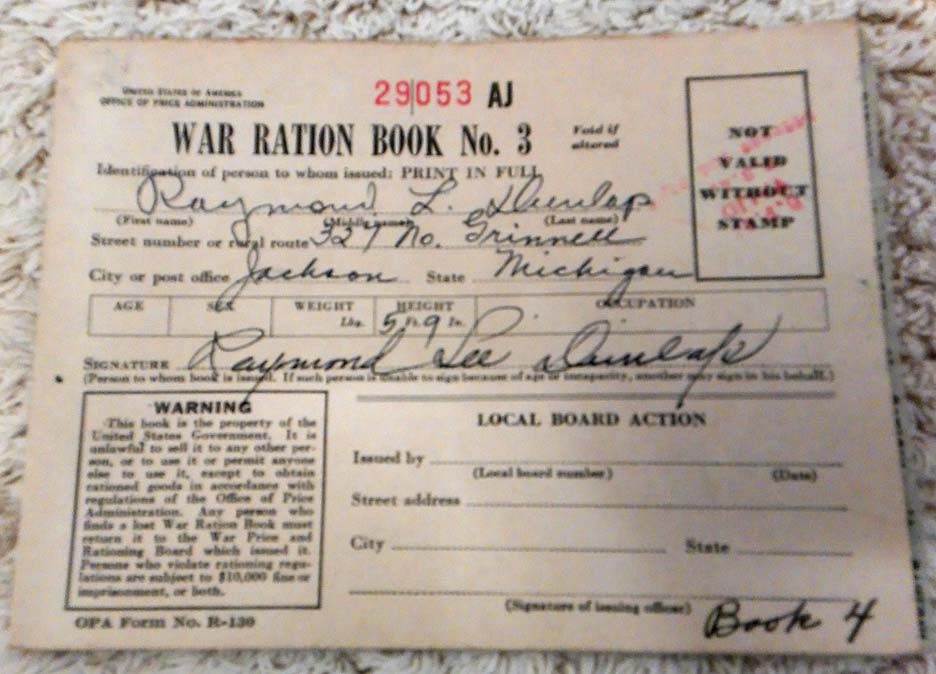 UNITED STATES OF AMERICA
OFFICE OF PRICE ADMINISTRATION
29053 AJ
WAR RATION BOOK No. 3
Void if
altered
Identification of person to whom issued: PRINT IN FULL
Raymond L. Dunlap
(First name) (Middle name) (Last name)
Street number or rural route 327 No. Grinnell
City or post office Jackson State Michigan
NOT
VALID
WITHOUT
STAMP
AGE SEX WEIGHT HEIGHT OCCUPATION
Lbs. 5 Ft. 9 In.
SIGNATURE Raymond Lee Dunlap
(Person to whom book is issued. If such person is unable to sign because of age or incapacity, another may sign in his behalf.)
WARNING
This book is the property of the
United States Government. It is
unlawful to sell it to any other per-
son, or to use it or permit anyone
else to use it, except to obtain
rationed goods in accordance with
regulations of the Office of Price
Administration. Any person who
finds a lost War Ration Book must
return it to the War Price and
Rationing Board which issued it.
Persons who violate rationing regu-
lations are subject to $10,000 fine or
imprisonment, or both.
OPA Form No. R-130
LOCAL BOARD ACTION
Issued by
(Local board number) (Date)
Street address
City State
(Signature of issuing officer)
Book 4